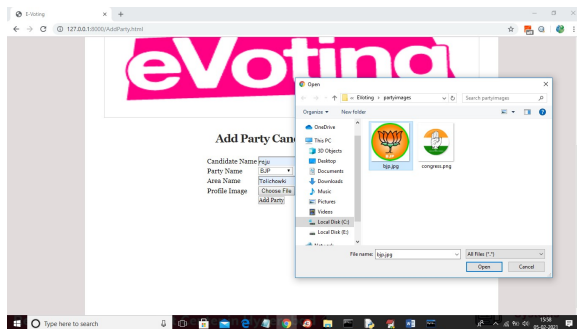 E-Voting
127.0.0.1:8000/AddParty.html
eVoting
Open
EVoting › partyimages
Search partyimages
Organize
New folder
OneDrive
This PC
3D Objects
Desktop
Documents
Downloads
Music
Pictures
Videos
Local Disk (C:)
Local Disk (E:)
Network
bjp.jpg
congress.png
Add Party Can
Candidate Name raju
Party Name BJP
Area Name Tolichowki
Profile Image Choose File
Add Party
File name: bjp.jpg
All Files (*.*)
Open
Cancel
Type here to search
15:58
05-02-2021